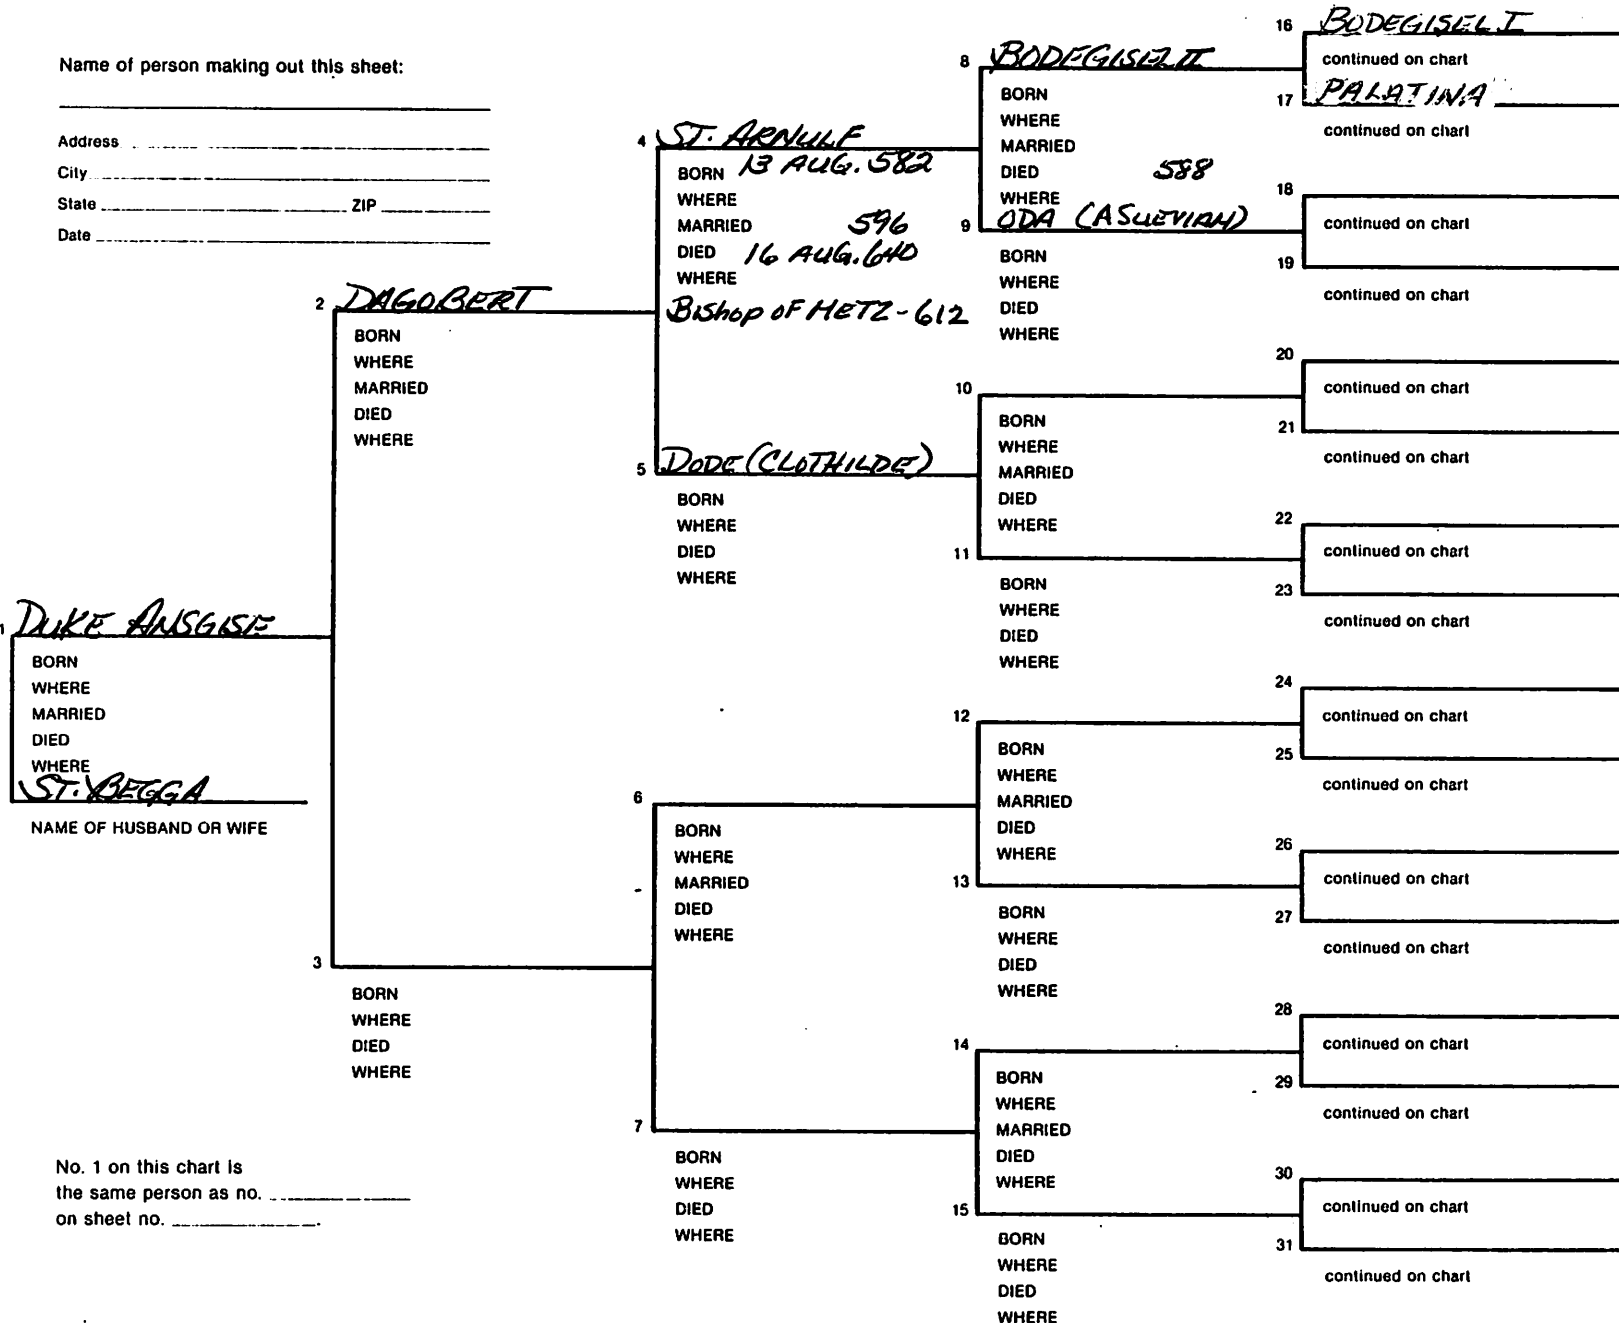 Name of person making out this sheet:
Address
City
State ZIP
Date
1 DUKE ANSGISE
BORN
WHERE
MARRIED
DIED
WHERE
ST. BEGGA
NAME OF HUSBAND OR WIFE
No. 1 on this chart is
the same person as no.
on sheet no.
2 DAGOBERT
BORN
WHERE
MARRIED
DIED
WHERE
3
BORN
WHERE
DIED
WHERE
4 ST. ARNULF
BORN 13 AUG. 582
WHERE
MARRIED 596
DIED 16 AUG. 640
WHERE
Bishop OF METZ - 612
5 DODE (CLOTHILDE)
BORN
WHERE
DIED
WHERE
6
BORN
WHERE
MARRIED
DIED
WHERE
7
BORN
WHERE
DIED
WHERE
8 BODEGISEL II
BORN
WHERE
MARRIED
DIED 588
WHERE
9 ODA (A SUEVIAN)
BORN
WHERE
DIED
WHERE
10
BORN
WHERE
MARRIED
DIED
WHERE
11
BORN
WHERE
DIED
WHERE
12
BORN
WHERE
MARRIED
DIED
WHERE
13
BORN
WHERE
DIED
WHERE
14
BORN
WHERE
MARRIED
DIED
WHERE
15
BORN
WHERE
DIED
WHERE
16 BODEGISEL I
continued on chart
17 PALATINA
continued on chart
18
continued on chart
19
continued on chart
20
continued on chart
21
continued on chart
22
continued on chart
23
continued on chart
24
continued on chart
25
continued on chart
26
continued on chart
27
continued on chart
28
continued on chart
29
continued on chart
30
continued on chart
31
continued on chart